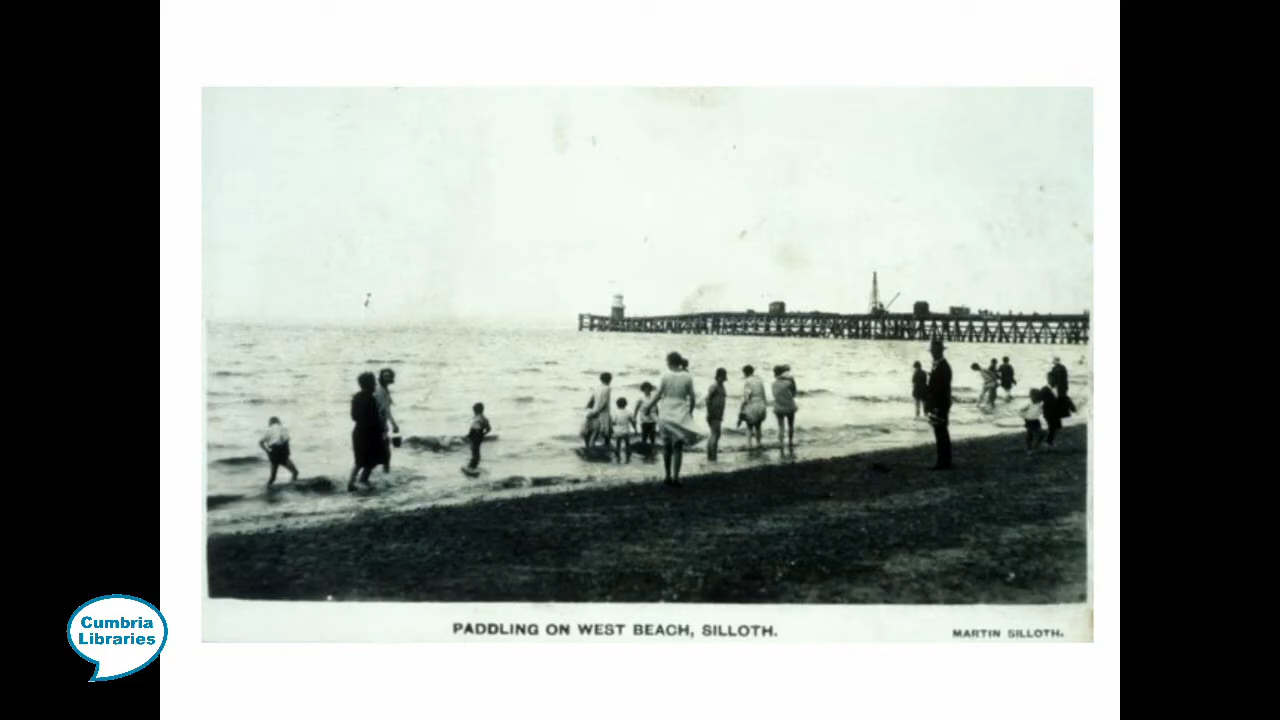 PADDLING ON WEST BEACH, SILLOTH.
MARTIN SILLOTH.
Cumbria
Libraries